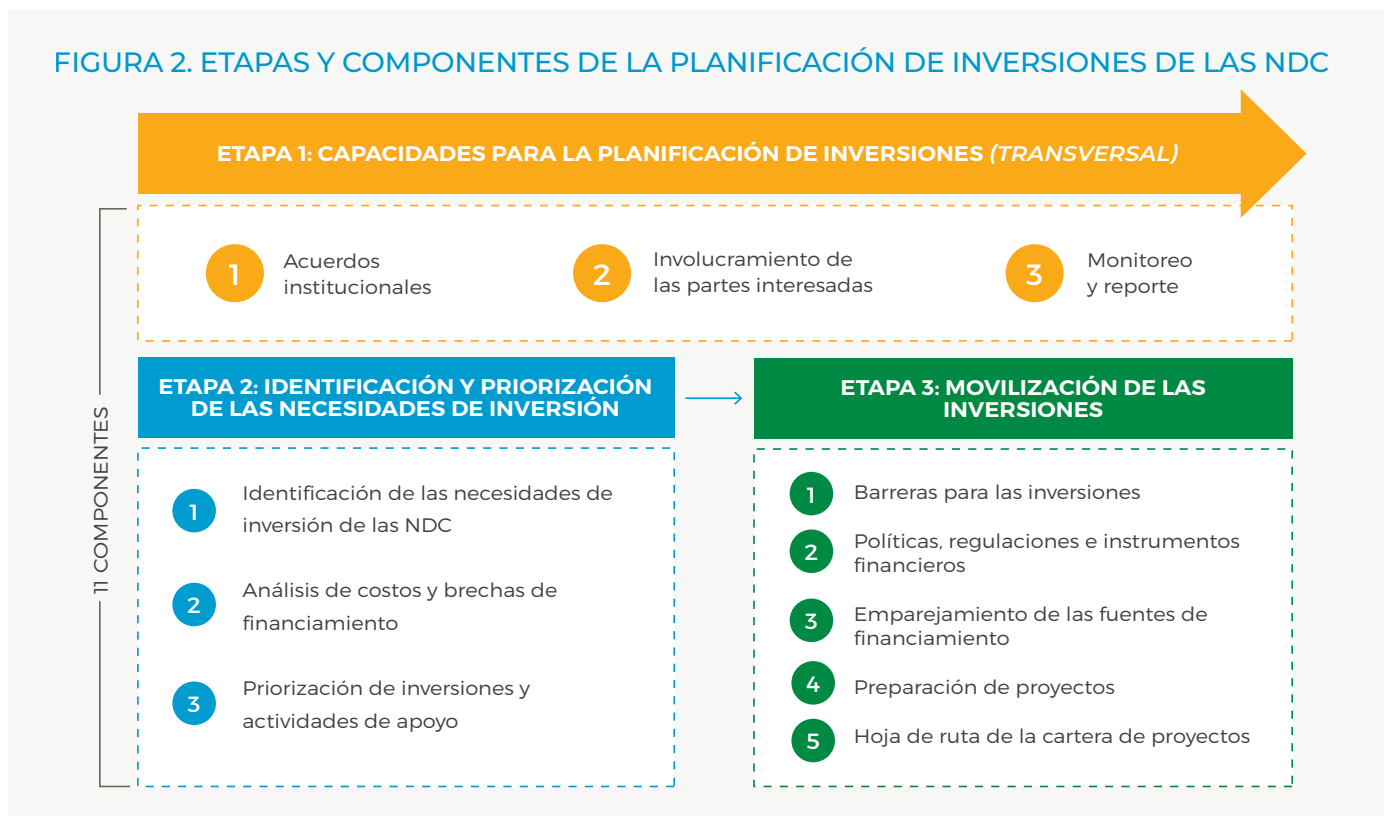 FIGURA 2. ETAPAS Y COMPONENTES DE LA PLANIFICACIÓN DE INVERSIONES DE LAS NDC
ETAPA 1: CAPACIDADES PARA LA PLANIFICACIÓN DE INVERSIONES (TRANSVERSAL)
11 COMPONENTES
1
Acuerdos
institucionales
2
Involucramiento de
las partes interesadas
3
Monitoreo
y reporte
ETAPA 2: IDENTIFICACIÓN Y PRIORIZACIÓN
DE LAS NECESIDADES DE INVERSIÓN
1
Identificación de las necesidades de
inversión de las NDC
2
Análisis de costos y brechas de
financiamiento
3
Priorización de inversiones y
actividades de apoyo
ETAPA 3: MOVILIZACIÓN DE LAS
INVERSIONES
1
Barreras para las inversiones
2
Políticas, regulaciones e instrumentos
financieros
3
Emparejamiento de las fuentes de
financiamiento
4
Preparación de proyectos
5
Hoja de ruta de la cartera de proyectos